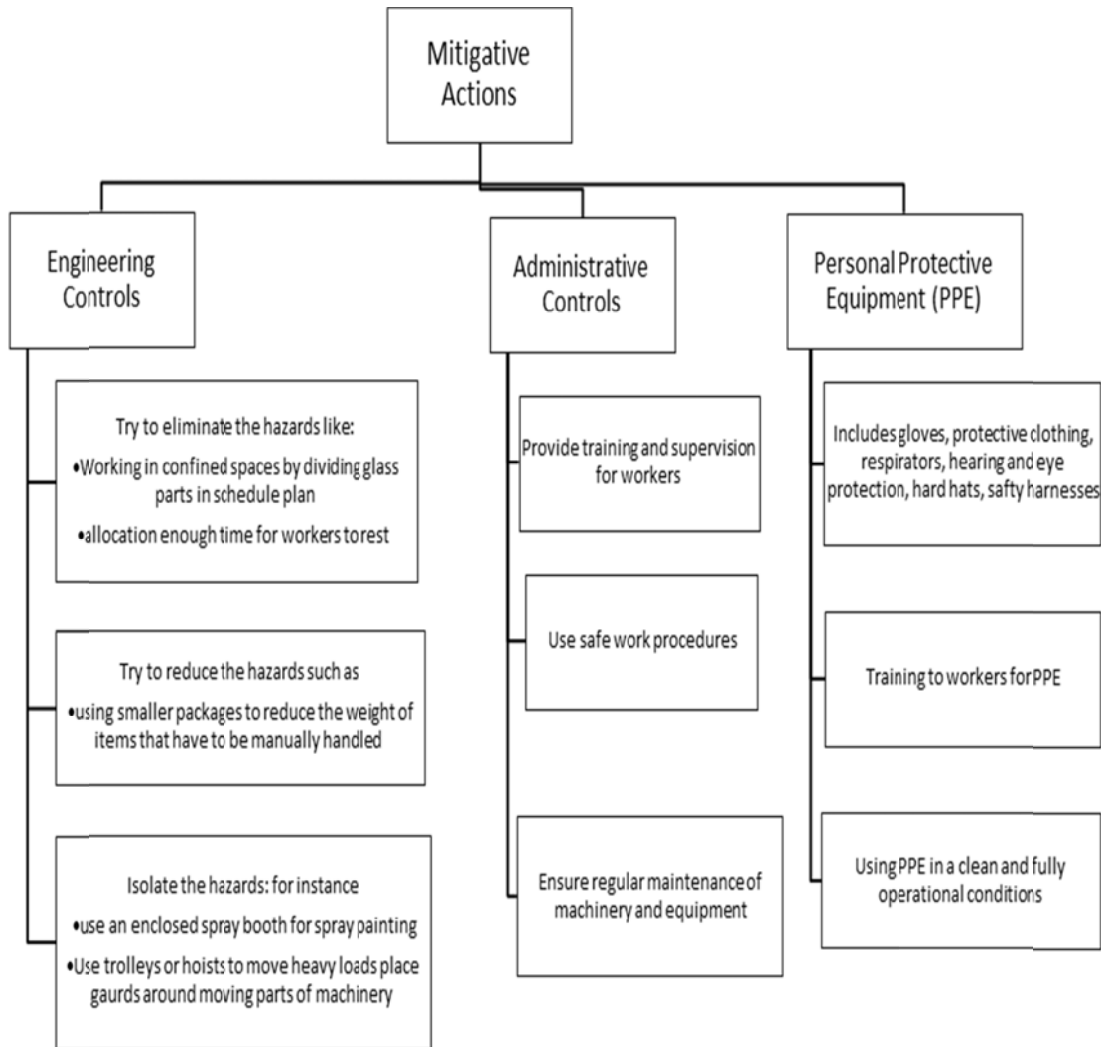 Mitigative
Actions
Engineering
Controls
Try to eliminate the hazards like:
•Working in confined spaces by dividing glass
parts in schedule plan
•allocation enough time for workers to rest
Try to reduce the hazards such as
•using smaller packages to reduce the weight of
items that have to be manually handled
Isolate the hazards: for instance
•use an enclosed spray booth for spray painting
•Use trolleys or hoists to move heavy loads place
gaurds around moving parts of machinery
Administrative
Controls
Provide training and supervision
for workers
Use safe work procedures
Ensure regular maintenance of
machinery and equipment
Personal Protective
Equipment (PPE)
Includes gloves, protective clothing,
respirators, hearing and eye
protection, hard hats, safty harnesses
Training to workers for PPE
Using PPE in a clean and fully
operational conditions